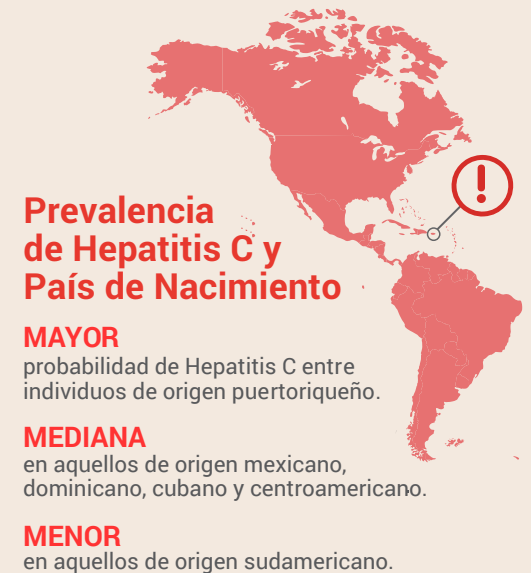 Prevalencia
de Hepatitis C y
País de Nacimiento
MAYOR
probabilidad de Hepatitis C entre
individuos de origen puertoriqueño.
MEDIANA
en aquellos de origen mexicano,
dominicano, cubano y centroamericano.
MENOR
en aquellos de origen sudamericano.